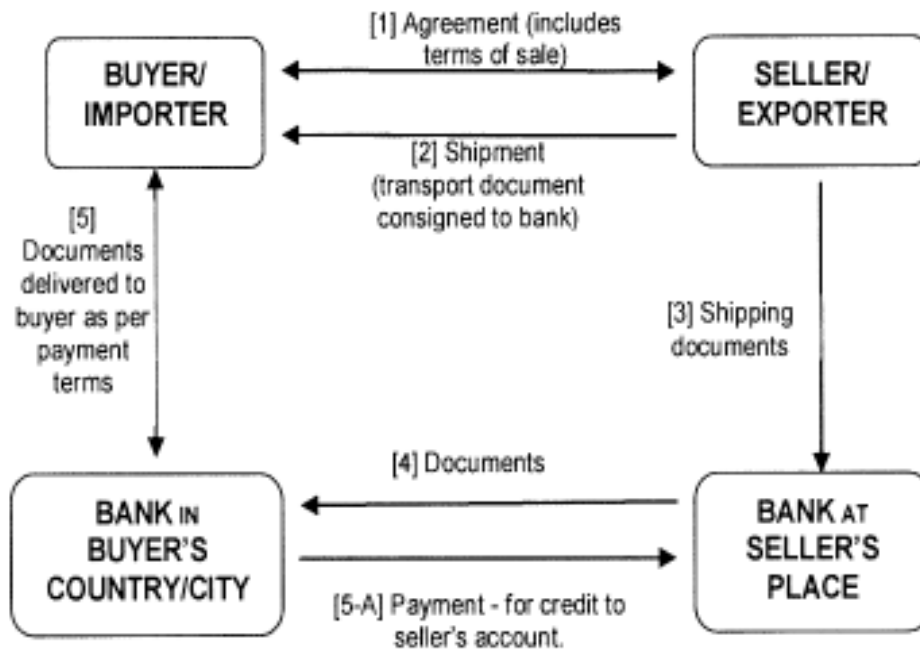 [1] Agreement (includes
terms of sale)
BUYER/
IMPORTER
SELLER/
EXPORTER
[2] Shipment
(transport document
consigned to bank)
[5]
Documents
delivered to
buyer as per
payment
terms
[3] Shipping
documents
[4] Documents
BANK IN
BUYER'S
COUNTRY/CITY
BANK AT
SELLER'S
PLACE
[5-A] Payment - for credit to
seller's account.